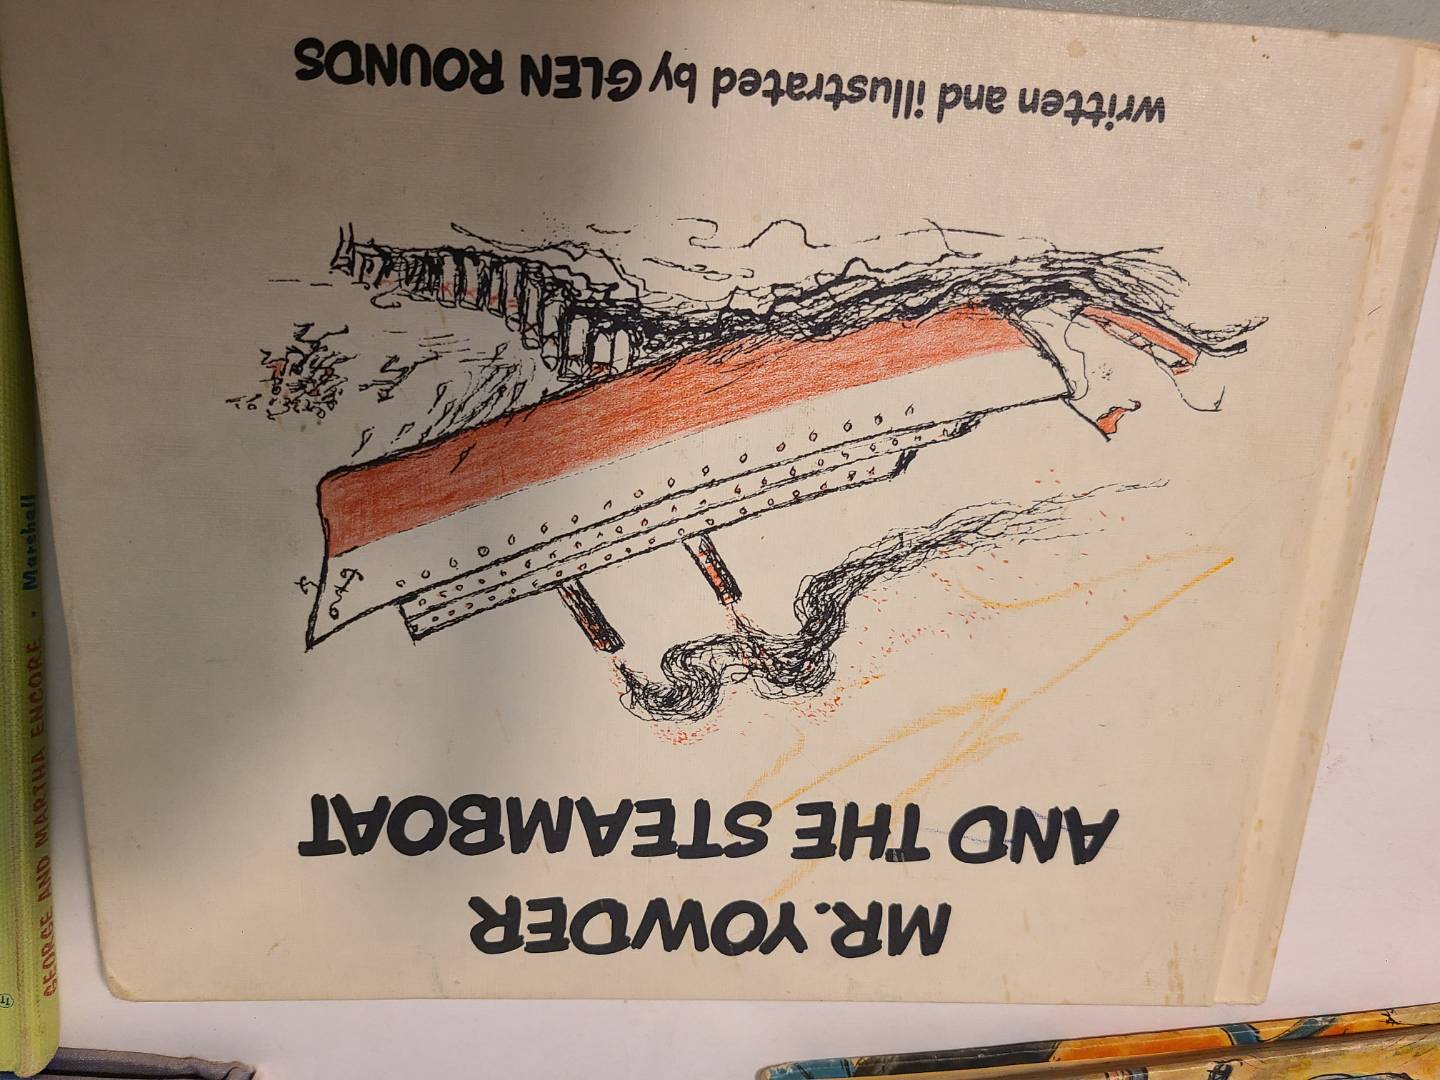 MR. YOWDER
AND THE STEAMBOAT
written and illustrated by GLEN ROUNDS
GEORGE AND MARTHA ENCORE · Marshall